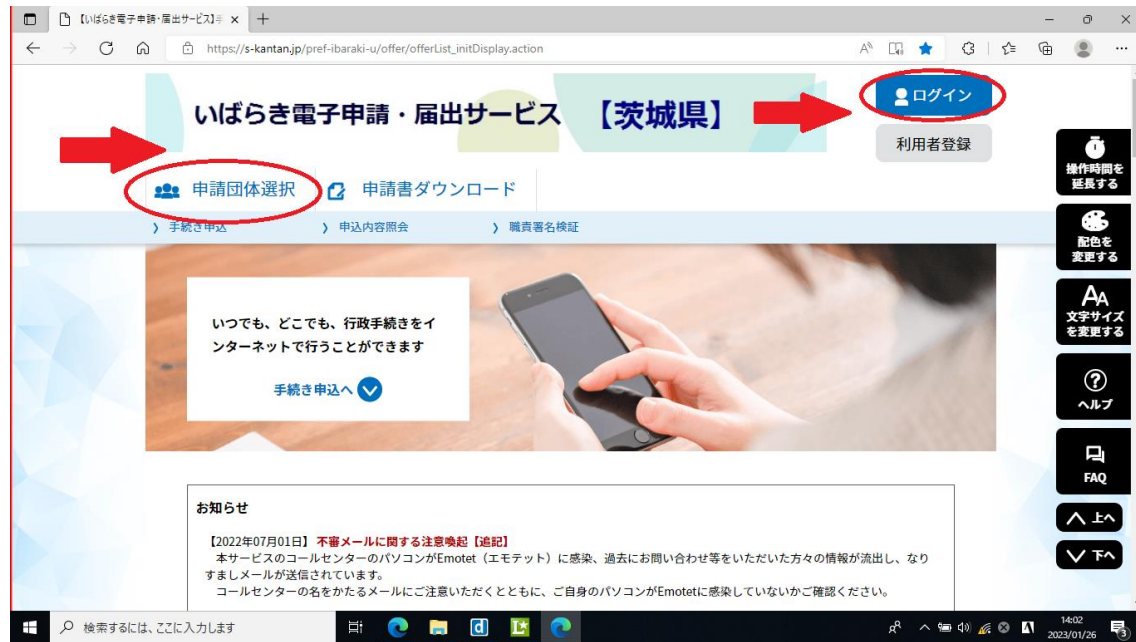 【いばらき電子申請・届出サービス】手
https://s-kantan.jp/pref-ibaraki-u/offer/offerList_initDisplay.action
いばらき電子申請・届出サービス 【茨城県】
ログイン
利用者登録
申請団体選択 申請書ダウンロード
手続き申込 申込内容照会 職責署名検証
操作時間を
延長する
配色を
変更する
文字サイズ
を変更する
ヘルプ
FAQ
上へ
下へ
いつでも、どこでも、行政手続きをイ
ンターネットで行うことができます
手続き申込へ
お知らせ
【2022年07月01日】不審メールに関する注意喚起【追記】
本サービスのコールセンターのパソコンがEmotet（エモテット）に感染、過去にお問い合わせ等をいただいた方々の情報が流出し、なり
すましメールが送信されています。
コールセンターの名をかたるメールにご注意いただくとともに、ご自身のパソコンがEmotetに感染していないかご確認ください。
検索するには、ここに入力します
14:02
2023/01/26